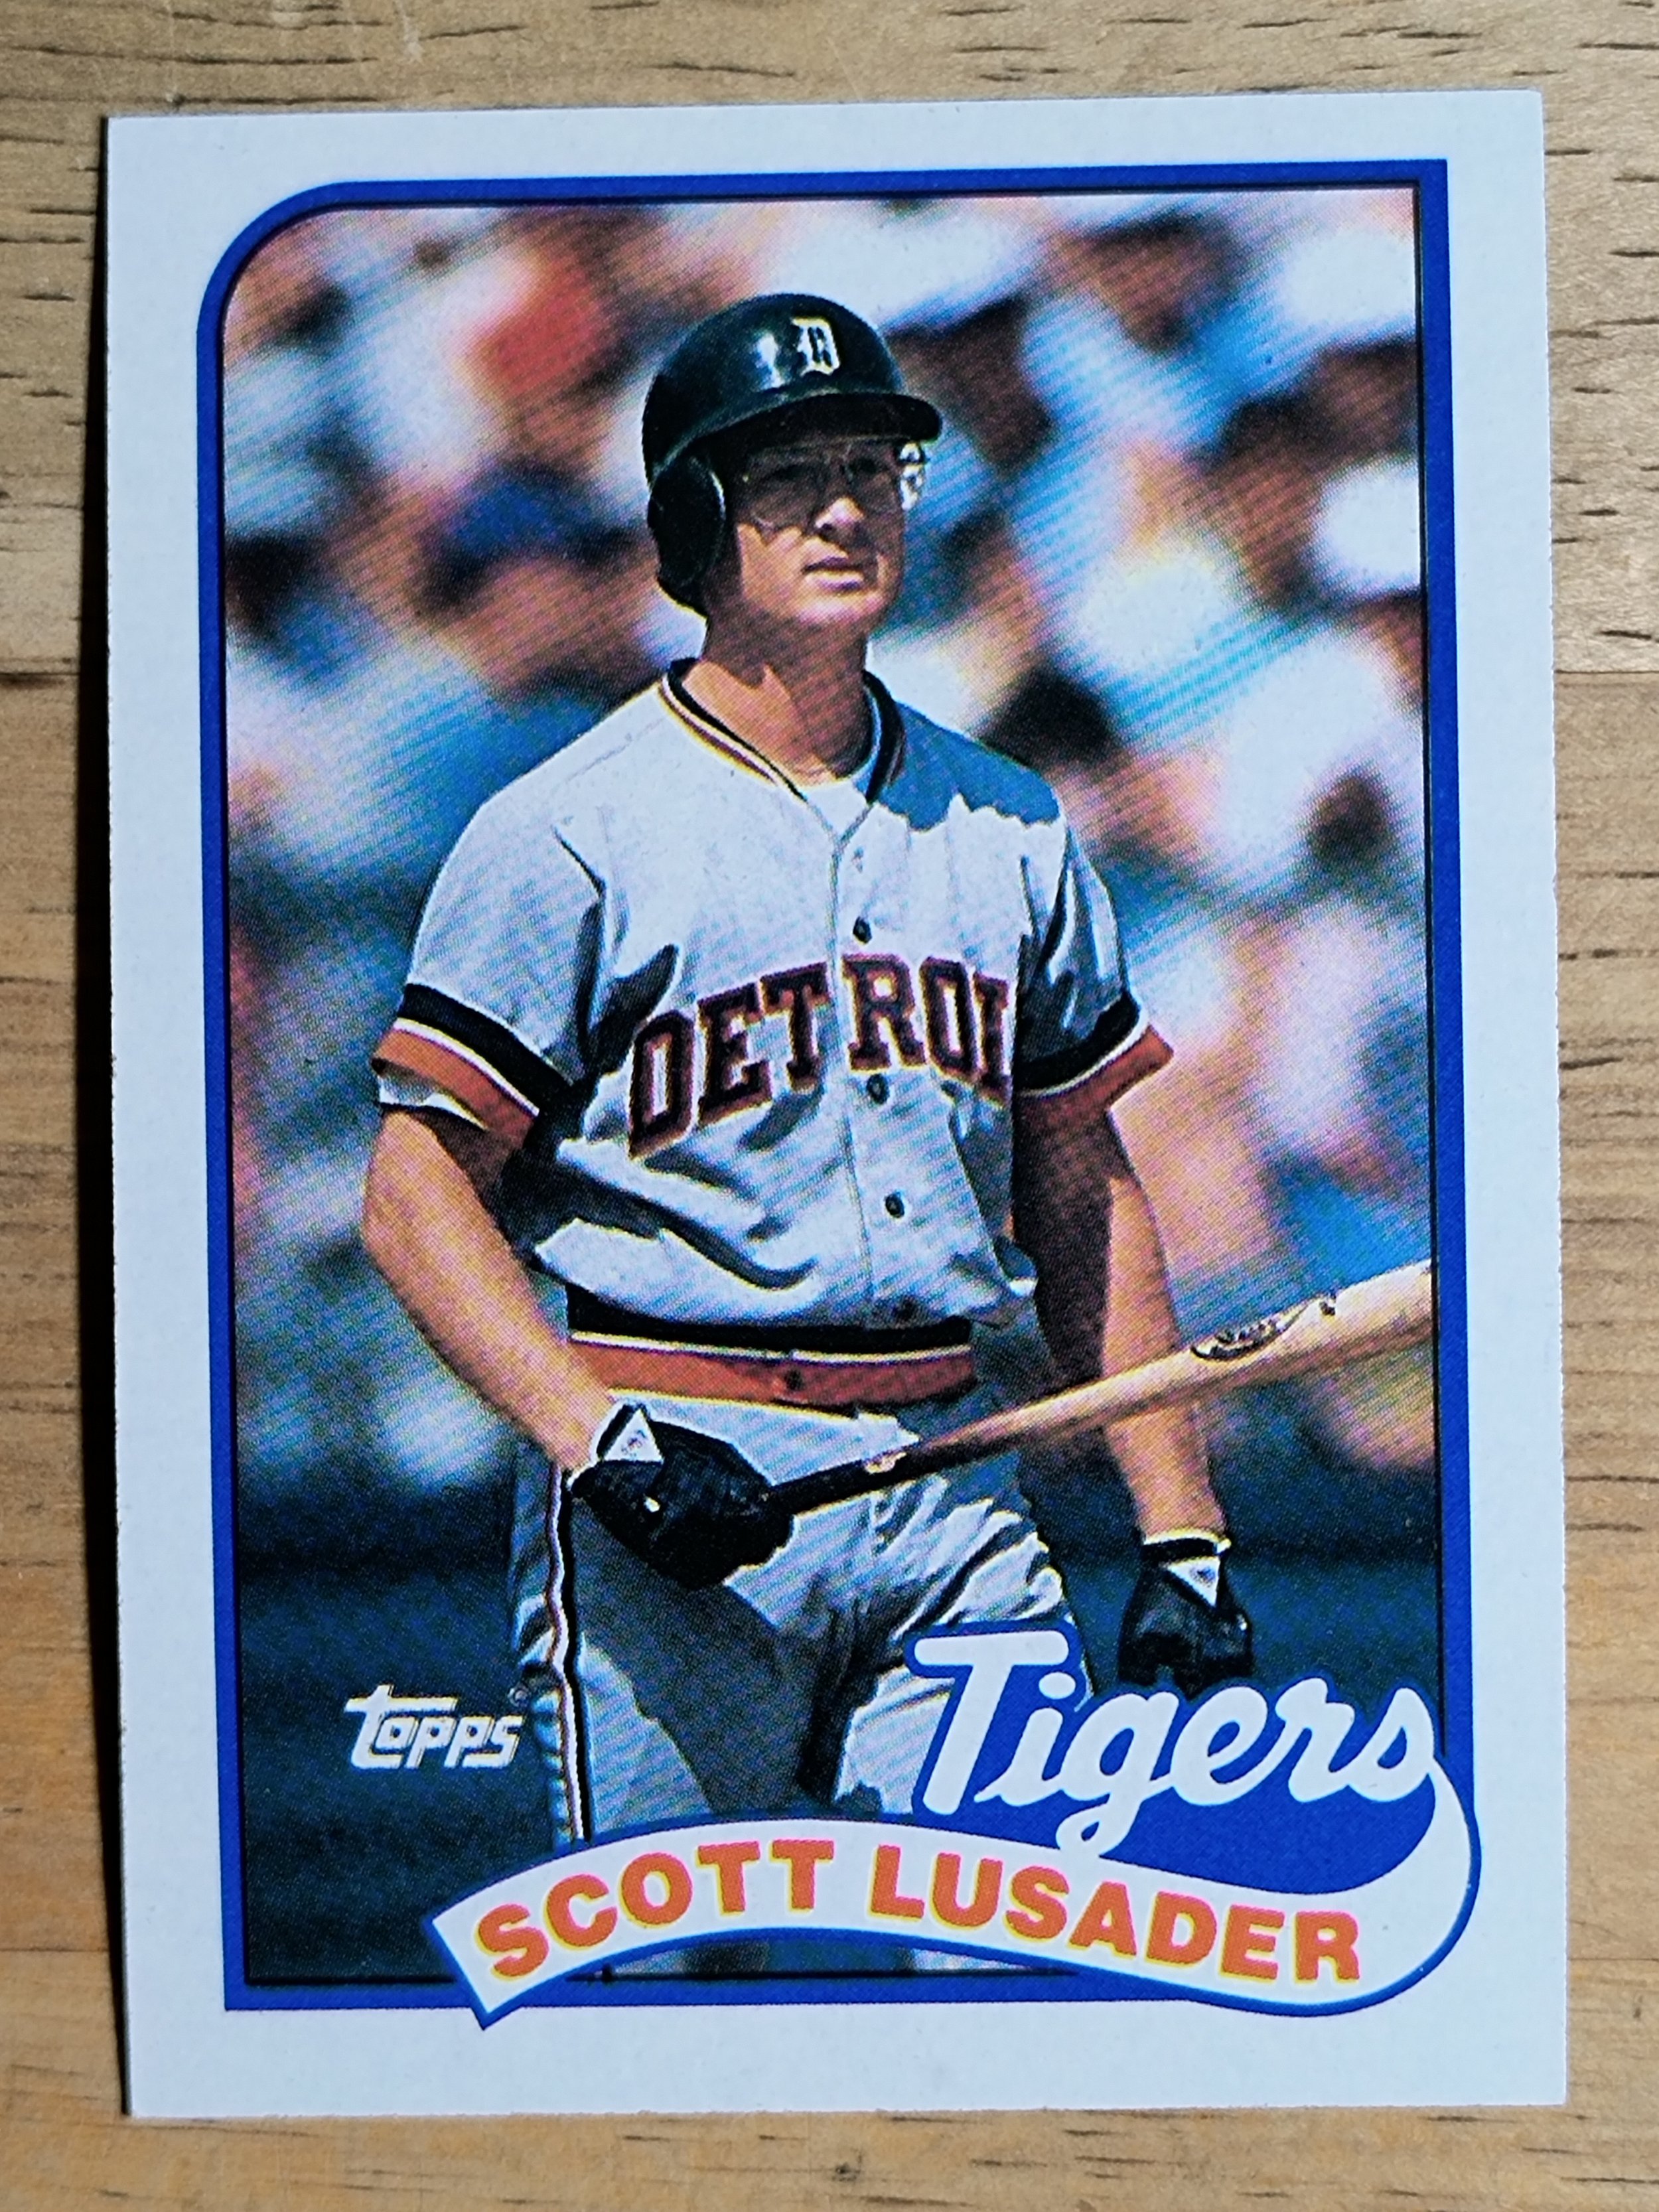 D
DETROI
topps
Tigers
SCOTT LUSADER